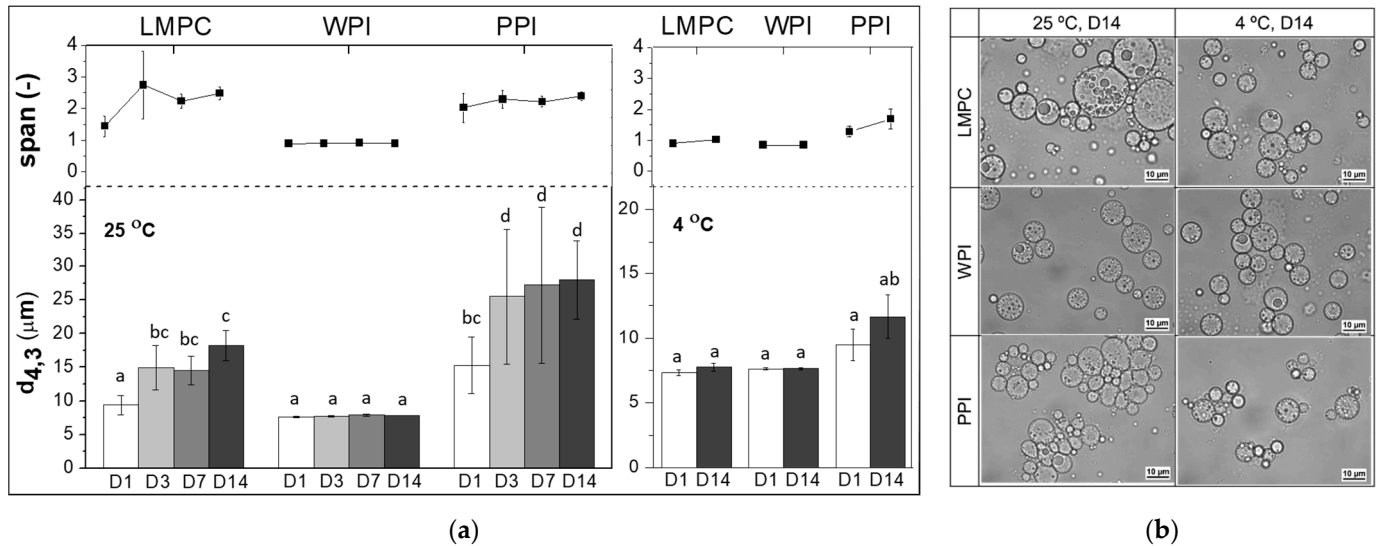 LMPC WPI PPI
LMPC WPI PPI
span (-)
4
3
2
1
0
4
3
2
1
0
25 °C
4 °C
d4,3 (μm)
40
35
30
25
20
15
10
5
0
20
15
10
5
0
a bc bc c
a a a a
bc d d d
a a
a a
a ab
D1 D3 D7 D14 D1 D3 D7 D14 D1 D3 D7 D14
D1 D14 D1 D14 D1 D14
(a)
25 ºC, D14 4 ºC, D14
LMPC
10 µm 10 µm
WPI
10 µm 10 µm
PPI
10 µm 10 µm
(b)